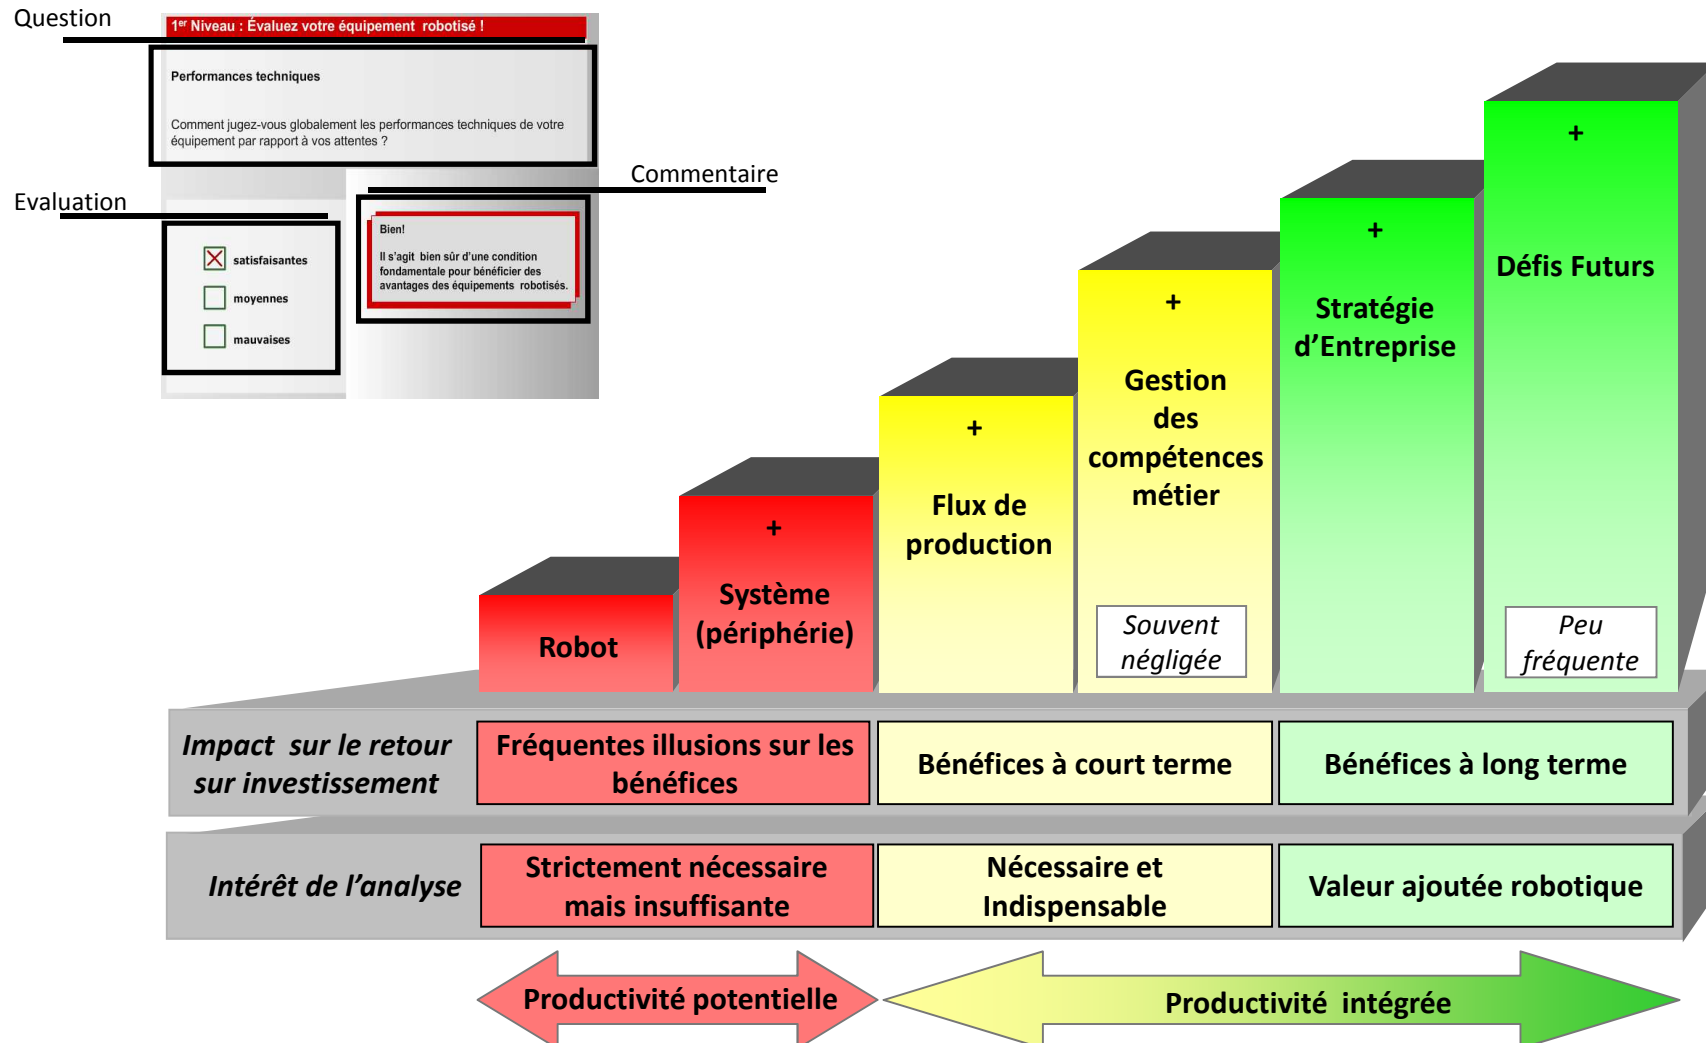 Question
1er Niveau : Évaluez votre équipement robotisé !
Performances techniques
Comment jugez-vous globalement les performances techniques de votre
équipement par rapport à vos attentes ?
Commentaire
Evaluation
satisfaisantes
moyennes
mauvaises
Bien!
Il s’agit bien sûr d’une condition
fondamentale pour bénéficier des
avantages des équipements robotisés.
Robot
+
Système
(périphérie)
+
Flux de
production
+
Gestion
des
compétences
métier
Souvent
négligée
+
Stratégie
d’Entreprise
+
Défis Futurs
Peu
fréquente
Impact sur le retour
sur investissement
Fréquentes illusions sur les
bénéfices
Bénéfices à court terme
Bénéfices à long terme
Intérêt de l’analyse
Strictement nécessaire
mais insuffisante
Nécessaire et
Indispensable
Valeur ajoutée robotique
Productivité potentielle
Productivité intégrée